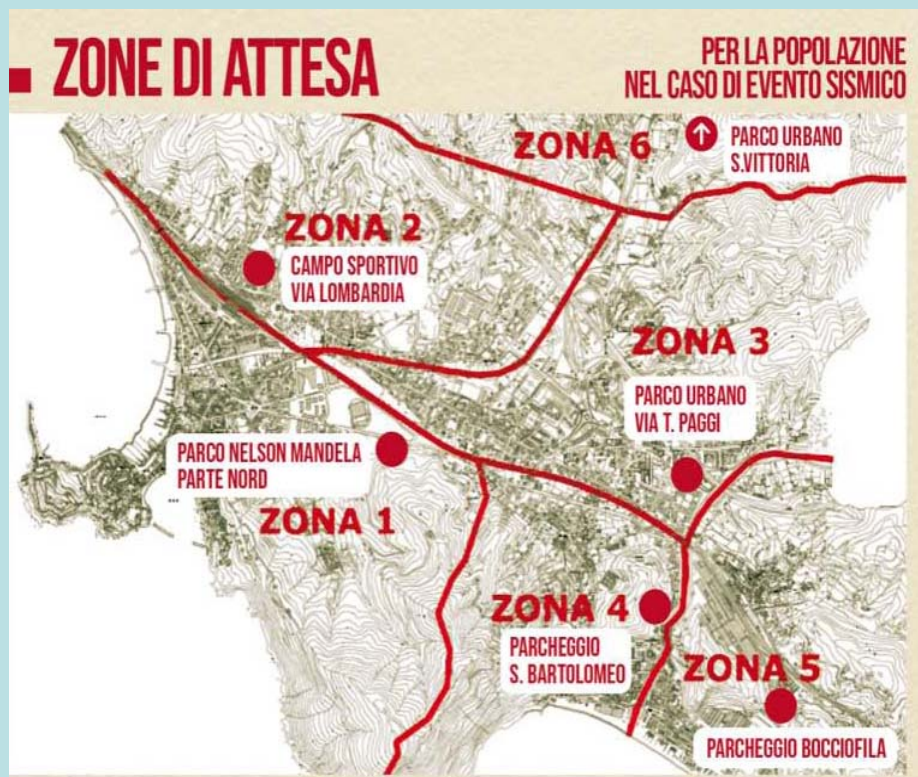 ZONE DI ATTESA
PER LA POPOLAZIONE
NEL CASO DI EVENTO SISMICO
ZONA 6
PARCO URBANO
S.VITTORIA
ZONA 2
CAMPO SPORTIVO
VIA LOMBARDIA
ZONA 3
PARCO URBANO
VIA T. PAGGI
PARCO NELSON MANDELA
PARTE NORD
ZONA 1
ZONA 4
PARCHEGGIO
S. BARTOLOMEO
ZONA 5
PARCHEGGIO BOCCIOFILA